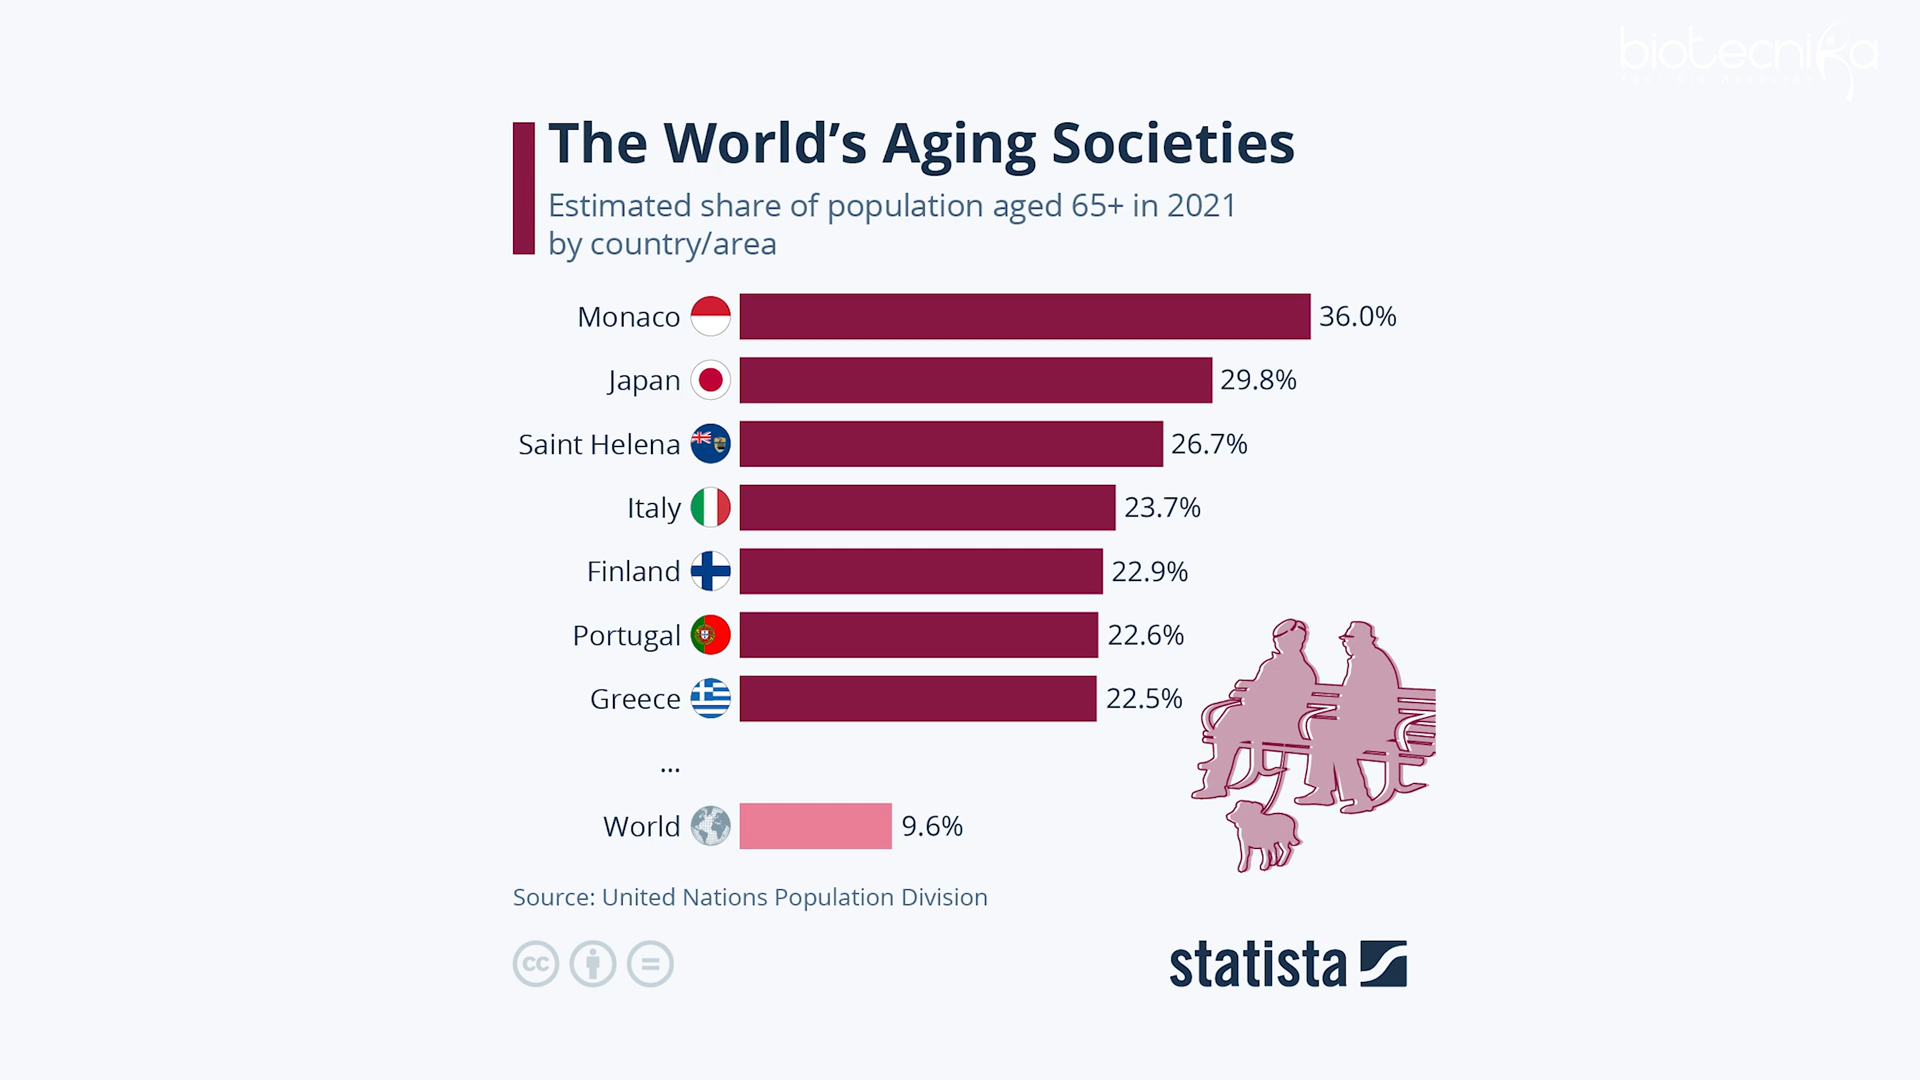 biotecnika
The World’s Aging Societies
Estimated share of population aged 65+ in 2021
by country/area
Monaco 36.0%
Japan 29.8%
Saint Helena 26.7%
Italy 23.7%
Finland 22.9%
Portugal 22.6%
Greece 22.5%
...
World 9.6%
Source: United Nations Population Division
cc
statista